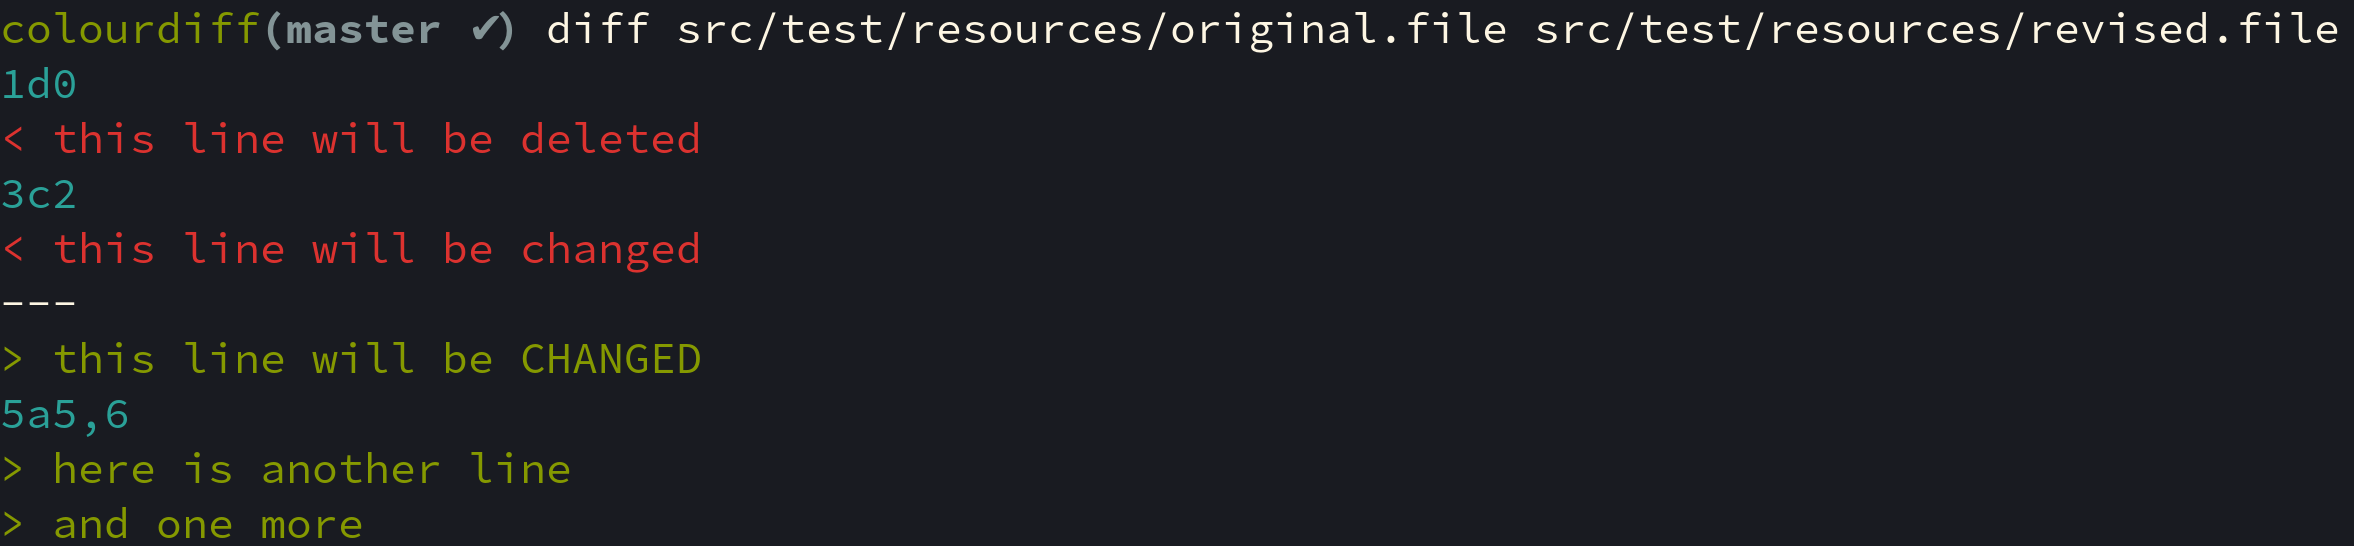 colourdiff(master ✔) diff src/test/resources/original.file src/test/resources/revised.file
1d0
< this line will be deleted
3c2
< this line will be changed
---
> this line will be CHANGED
5a5,6
> here is another line
> and one more